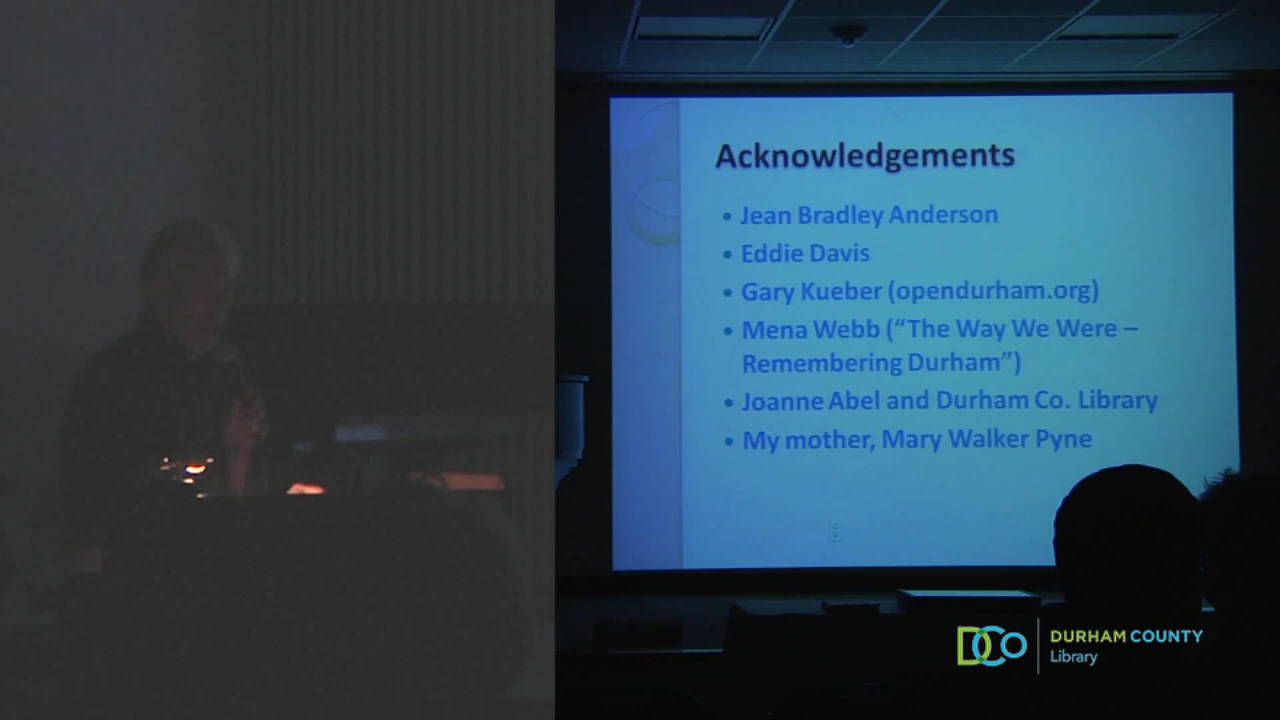 Acknowledgements
• Jean Bradley Anderson
• Eddie Davis
• Gary Kueber (opendurham.org)
• Mena Webb (“The Way We Were –
Remembering Durham”)
• Joanne Abel and Durham Co. Library
• My mother, Mary Walker Pyne
DCo
DURHAM COUNTY
Library